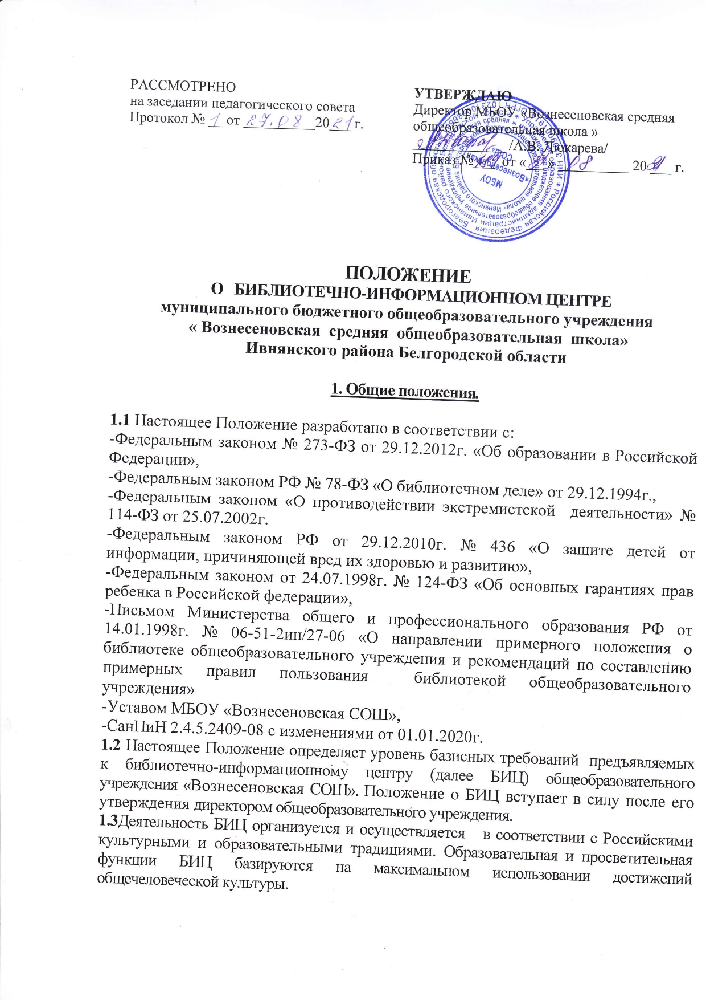 РАССМОТРЕНО
на заседании педагогического совета
Протокол № 1 от 27.08 2021 г.
УТВЕРЖДАЮ
Директор МБОУ «Вознесеновская средняя
общеобразовательная школа »
/А.В. Дюкарева/
Приказ № от « » 08 2021 г.
МБОУ
«Вознесеновская
СОШ»
ПОЛОЖЕНИЕ
О БИБЛИОТЕЧНО-ИНФОРМАЦИОННОМ ЦЕНТРЕ
муниципального бюджетного общеобразовательного учреждения
« Вознесеновская средняя общеобразовательная школа»
Ивнянского района Белгородской области
1. Общие положения.
1.1 Настоящее Положение разработано в соответствии с:
-Федеральным законом № 273-ФЗ от 29.12.2012г. «Об образовании в Российской
Федерации»,
-Федеральным законом РФ № 78-ФЗ «О библиотечном деле» от 29.12.1994г.,
-Федеральным законом «О противодействии экстремистской деятельности» №
114-ФЗ от 25.07.2002г.
-Федеральным законом РФ от 29.12.2010г. № 436 «О защите детей от
информации, причиняющей вред их здоровью и развитию»,
-Федеральным законом от 24.07.1998г. № 124-ФЗ «Об основных гарантиях прав
ребенка в Российской федерации»,
-Письмом Министерства общего и профессионального образования РФ от
14.01.1998г. № 06-51-2ин/27-06 «О направлении примерного положения о
библиотеке общеобразовательного учреждения и рекомендаций по составлению
примерных правил пользования библиотекой общеобразовательного
учреждения»
-Уставом МБОУ «Вознесеновская СОШ»,
-СанПиН 2.4.5.2409-08 с изменениями от 01.01.2020г.
1.2 Настоящее Положение определяет уровень базисных требований предъявляемых
к библиотечно-информационному центру (далее БИЦ) общеобразовательного
учреждения «Вознесеновская СОШ». Положение о БИЦ вступает в силу после его
утверждения директором общеобразовательного учреждения.
1.3Деятельность БИЦ организуется и осуществляется в соответствии с Российскими
культурными и образовательными традициями. Образовательная и просветительная
функции БИЦ базируются на максимальном использовании достижений
общечеловеческой культуры.